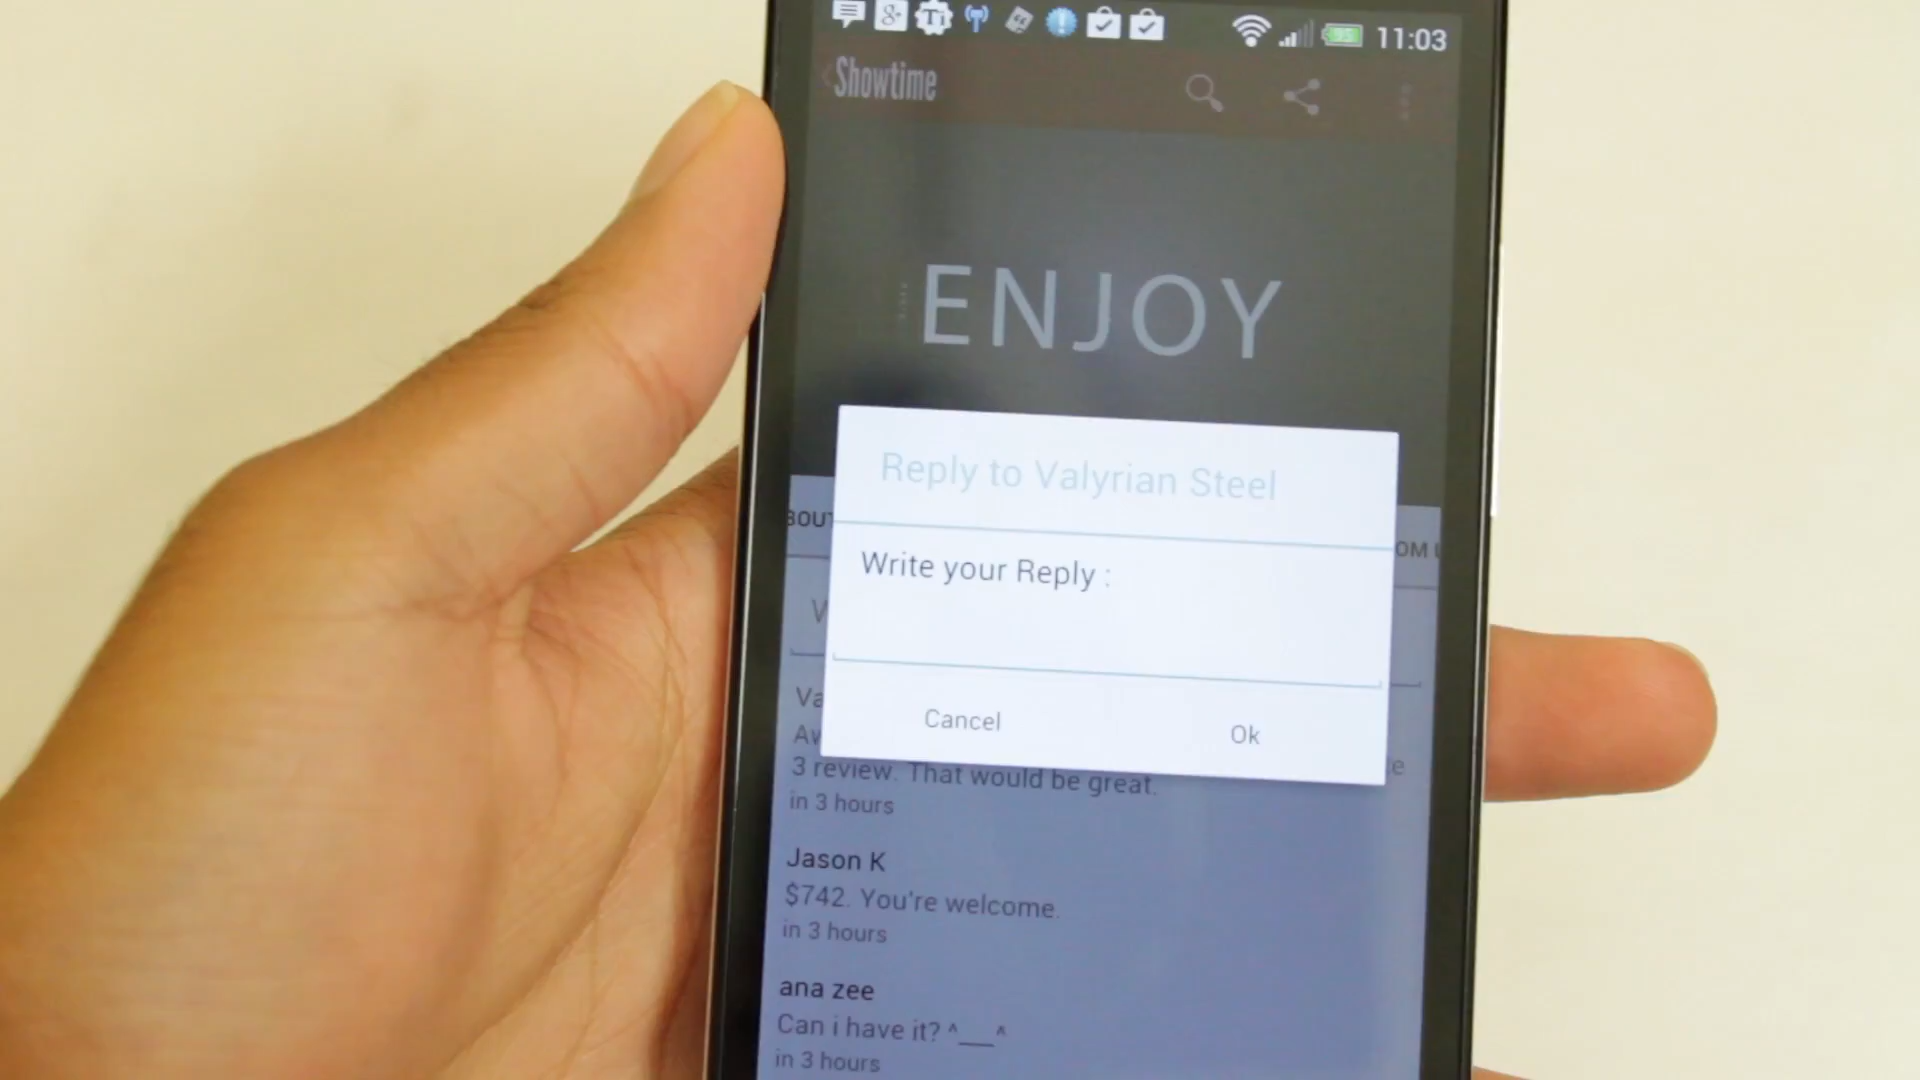 11:03
Showtime
ENJOY
Reply to Valyrian Steel
Write your Reply :
Cancel
Ok
3 review. That would be great.
in 3 hours
Jason K
$742. You're welcome.
in 3 hours
ana zee
Can i have it? ^___^
in 3 hours